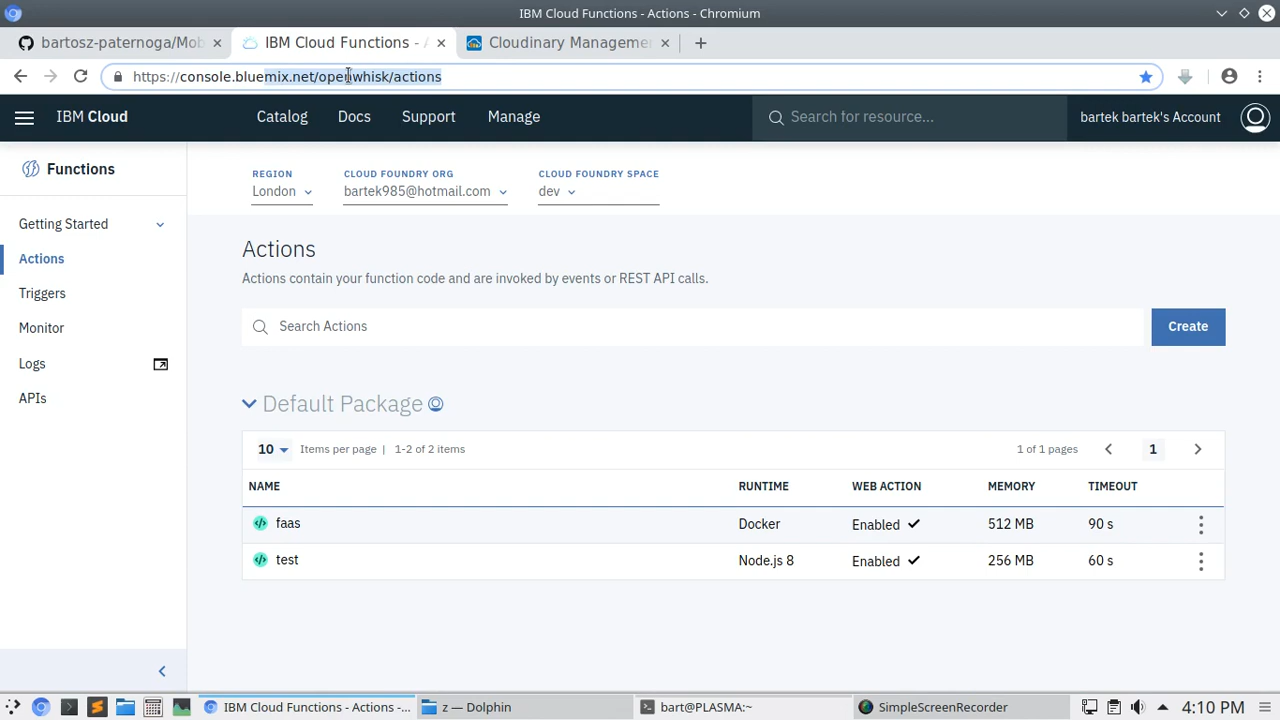 IBM Cloud Functions - Actions - Chromium
bartosz-paternoga/Mob
IBM Cloud Functions - A
Cloudinary Manageme
https://console.bluemix.net/openwhisk/actions
IBM Cloud
Catalog
Docs
Support
Manage
Search for resource...
bartek bartek's Account
Functions
Getting Started
Actions
Triggers
Monitor
Logs
APIs
REGION
London
CLOUD FOUNDRY ORG
bartek985@hotmail.com
CLOUD FOUNDRY SPACE
dev
Actions
Actions contain your function code and are invoked by events or REST API calls.
Search Actions
Create
Default Package
10 Items per page | 1-2 of 2 items
1 of 1 pages 1
NAME RUNTIME WEB ACTION MEMORY TIMEOUT
faas Docker Enabled 512 MB 90 s
test Node.js 8 Enabled 256 MB 60 s
IBM Cloud Functions - Actions -...
z — Dolphin
bart@PLASMA:~
SimpleScreenRecorder
4:10 PM